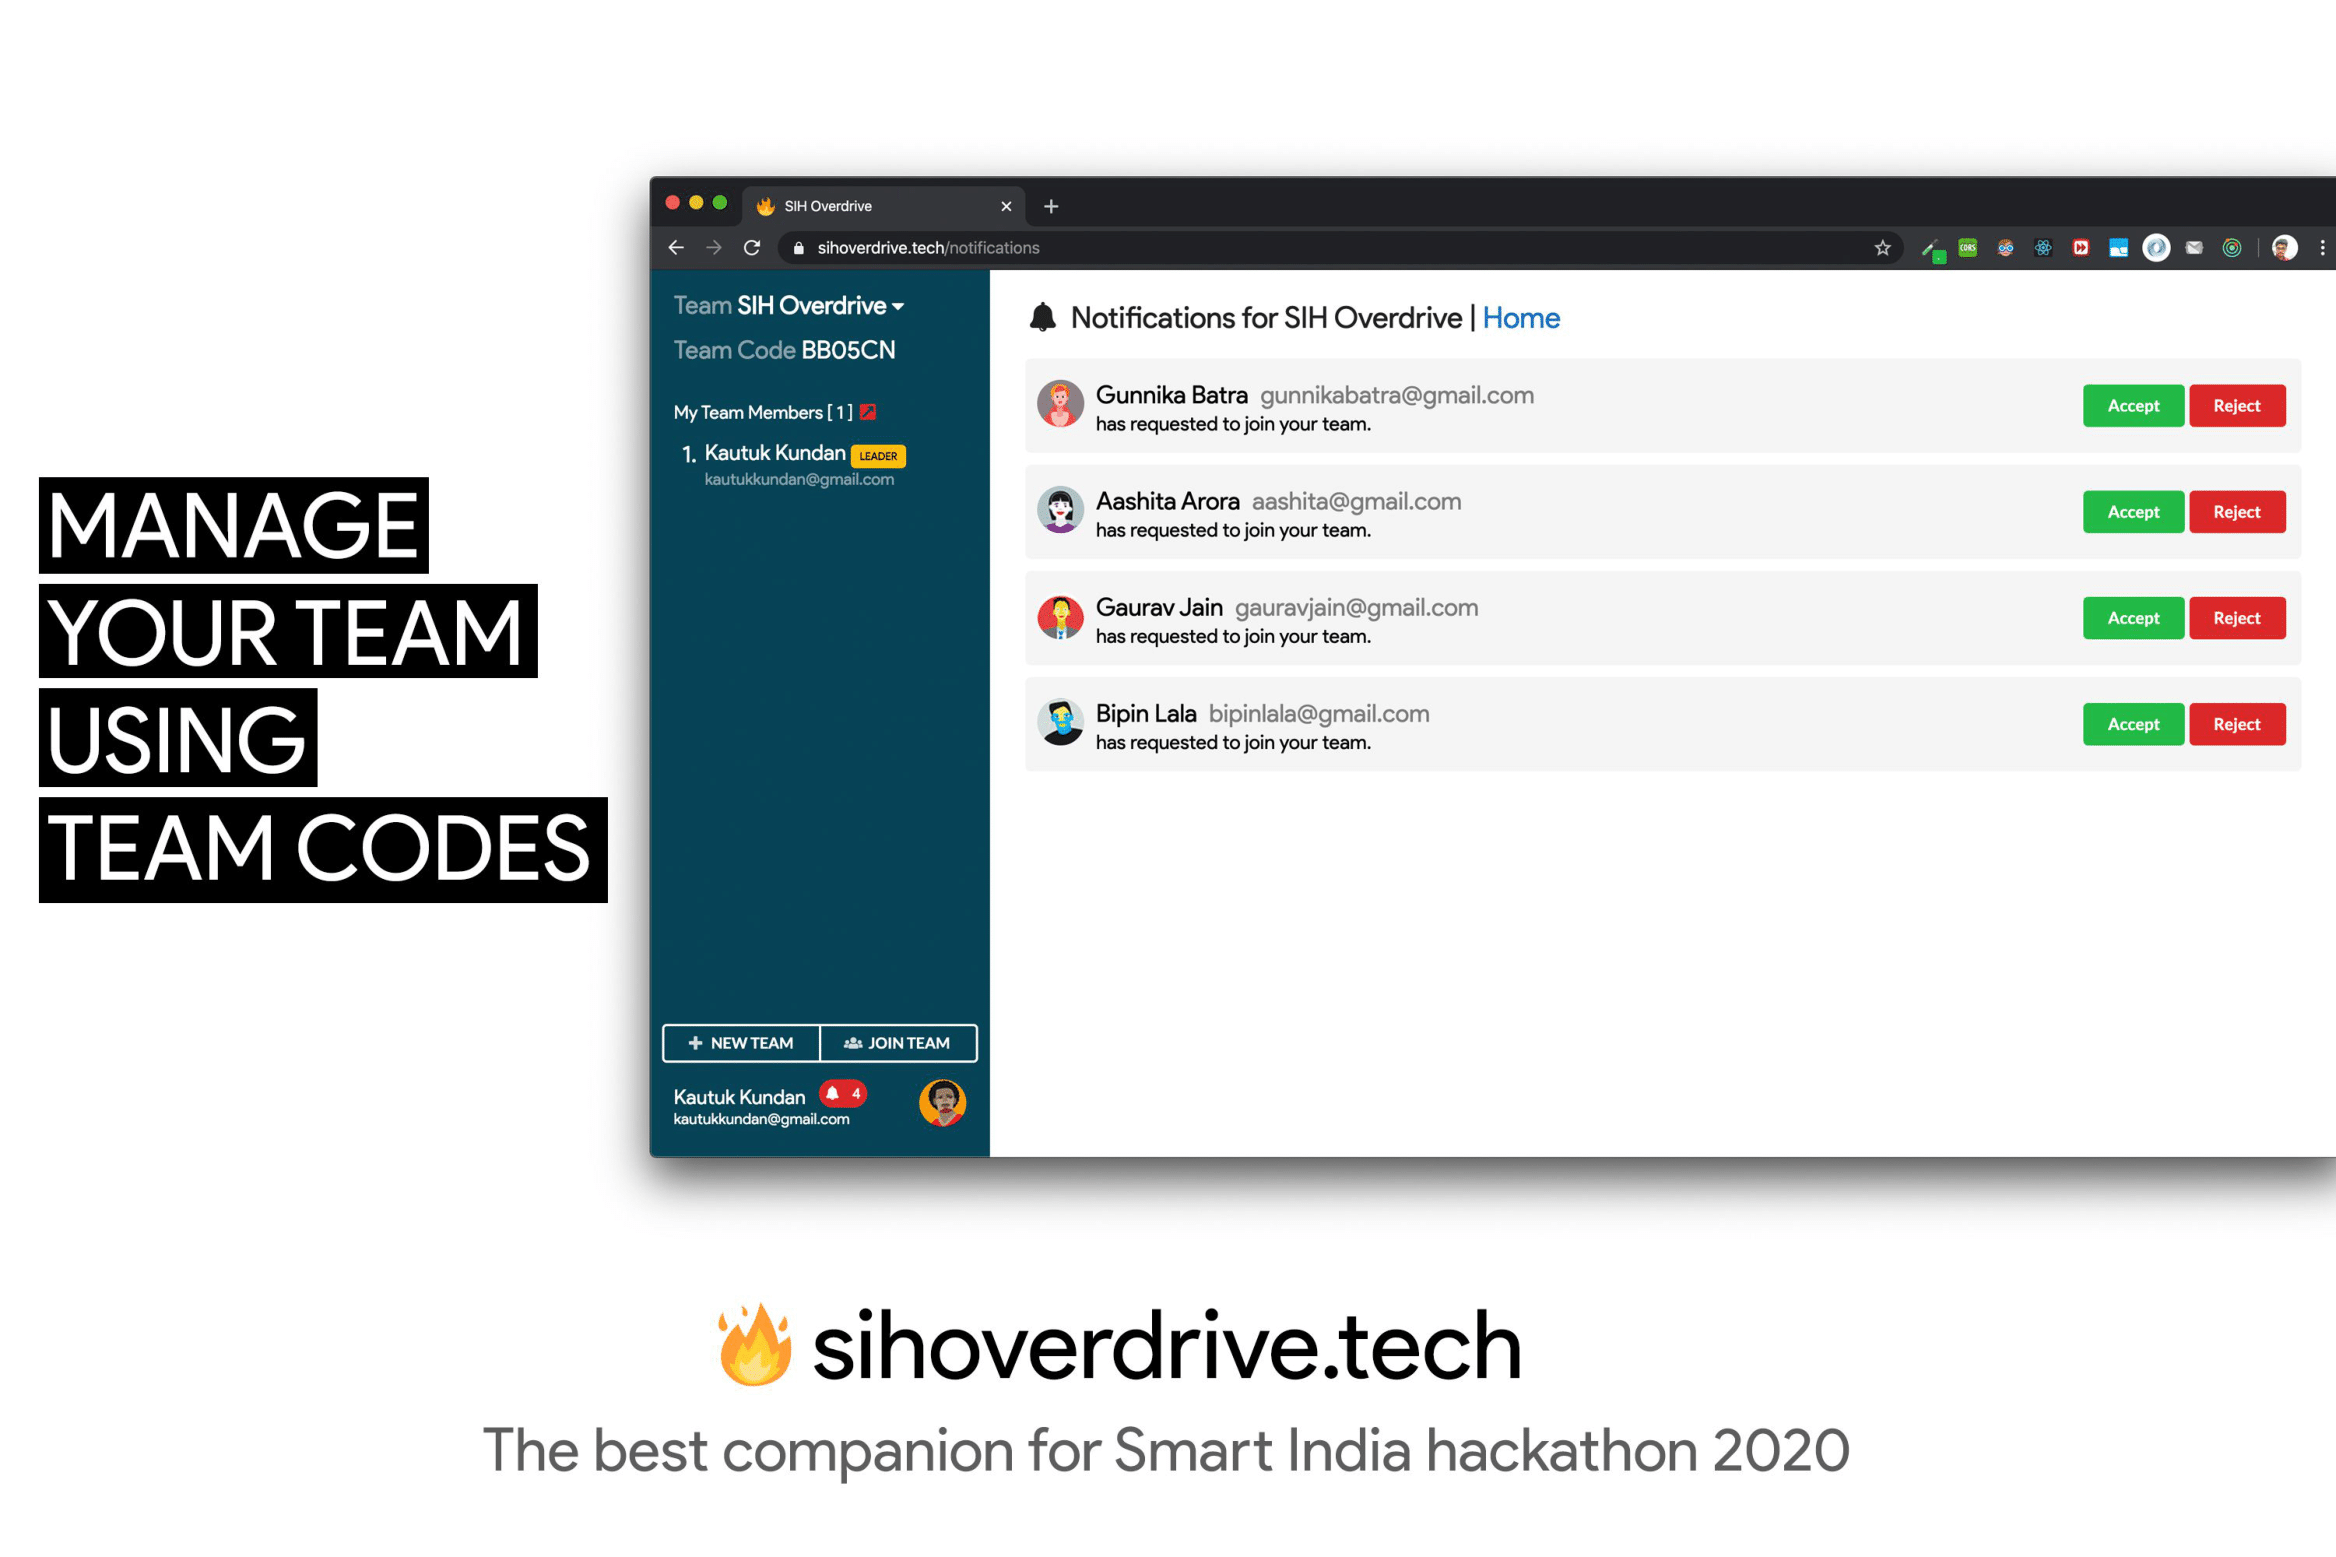 MANAGE
YOUR TEAM
USING
TEAM CODES
SIH Overdrive
sihoverdrive.tech/notifications
CORS
Team SIH Overdrive
Team Code BB05CN
My Team Members [ 1 ]
1. Kautuk Kundan LEADER
kautukkundan@gmail.com
NEW TEAM JOIN TEAM
Kautuk Kundan 4
kautukkundan@gmail.com
Notifications for SIH Overdrive | Home
Gunnika Batra gunnikabatra@gmail.com
has requested to join your team.
Accept Reject
Aashita Arora aashita@gmail.com
has requested to join your team.
Accept Reject
Gaurav Jain gauravjain@gmail.com
has requested to join your team.
Accept Reject
Bipin Lala bipinlala@gmail.com
has requested to join your team.
Accept Reject
sihoverdrive.tech
The best companion for Smart India hackathon 2020